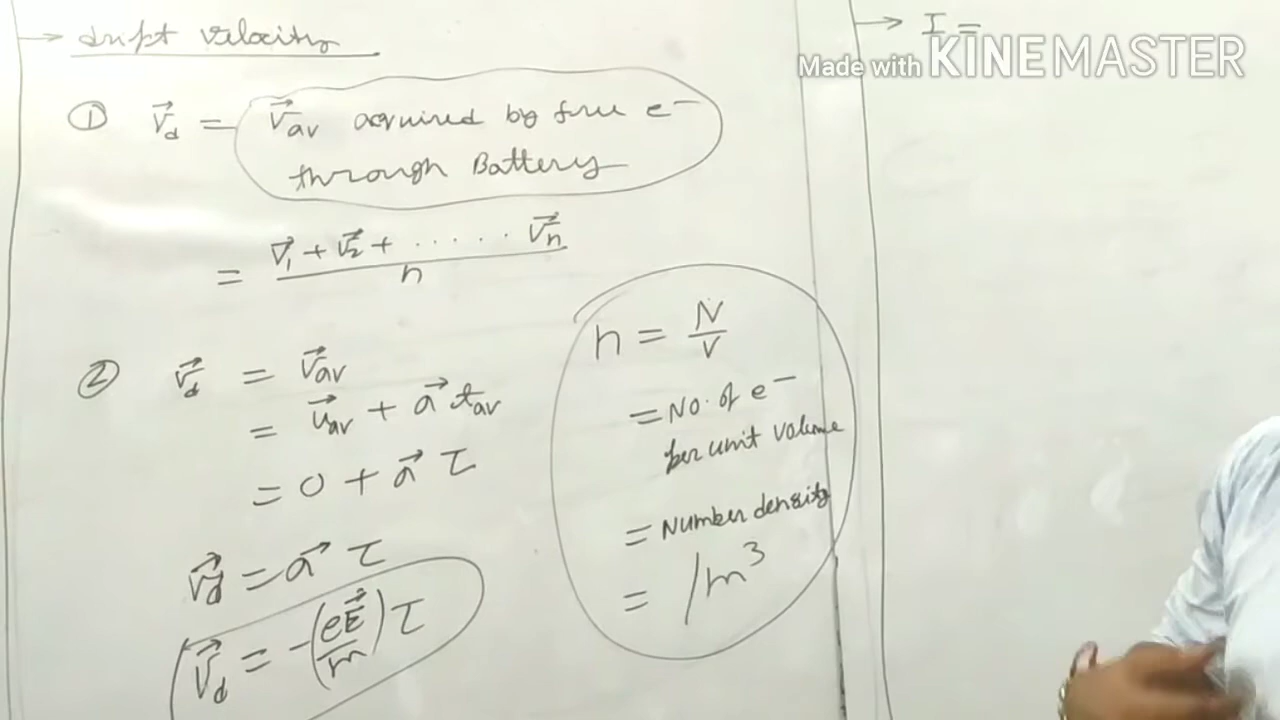 → drift velocity
① V⃗d = V⃗av acquired by free e⁻
through Battery
= (V⃗1 + V⃗2 + ...... V⃗n) / n
② V⃗d = V⃗av
= u⃗av + a⃗ tav
= 0 + a⃗ τ
V⃗d = a⃗ τ
V⃗d = -(eE⃗/m) τ
n = N/V
= No. of e⁻
per unit volume
= Number density
= /m³
→ I =
Made with KINEMASTER